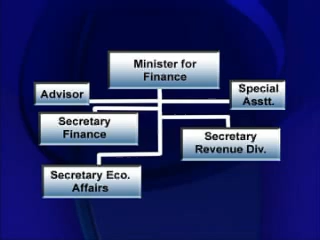 Minister for
Finance
Advisor
Special
Asstt.
Secretary
Finance
Secretary
Revenue Div.
Secretary Eco.
Affairs